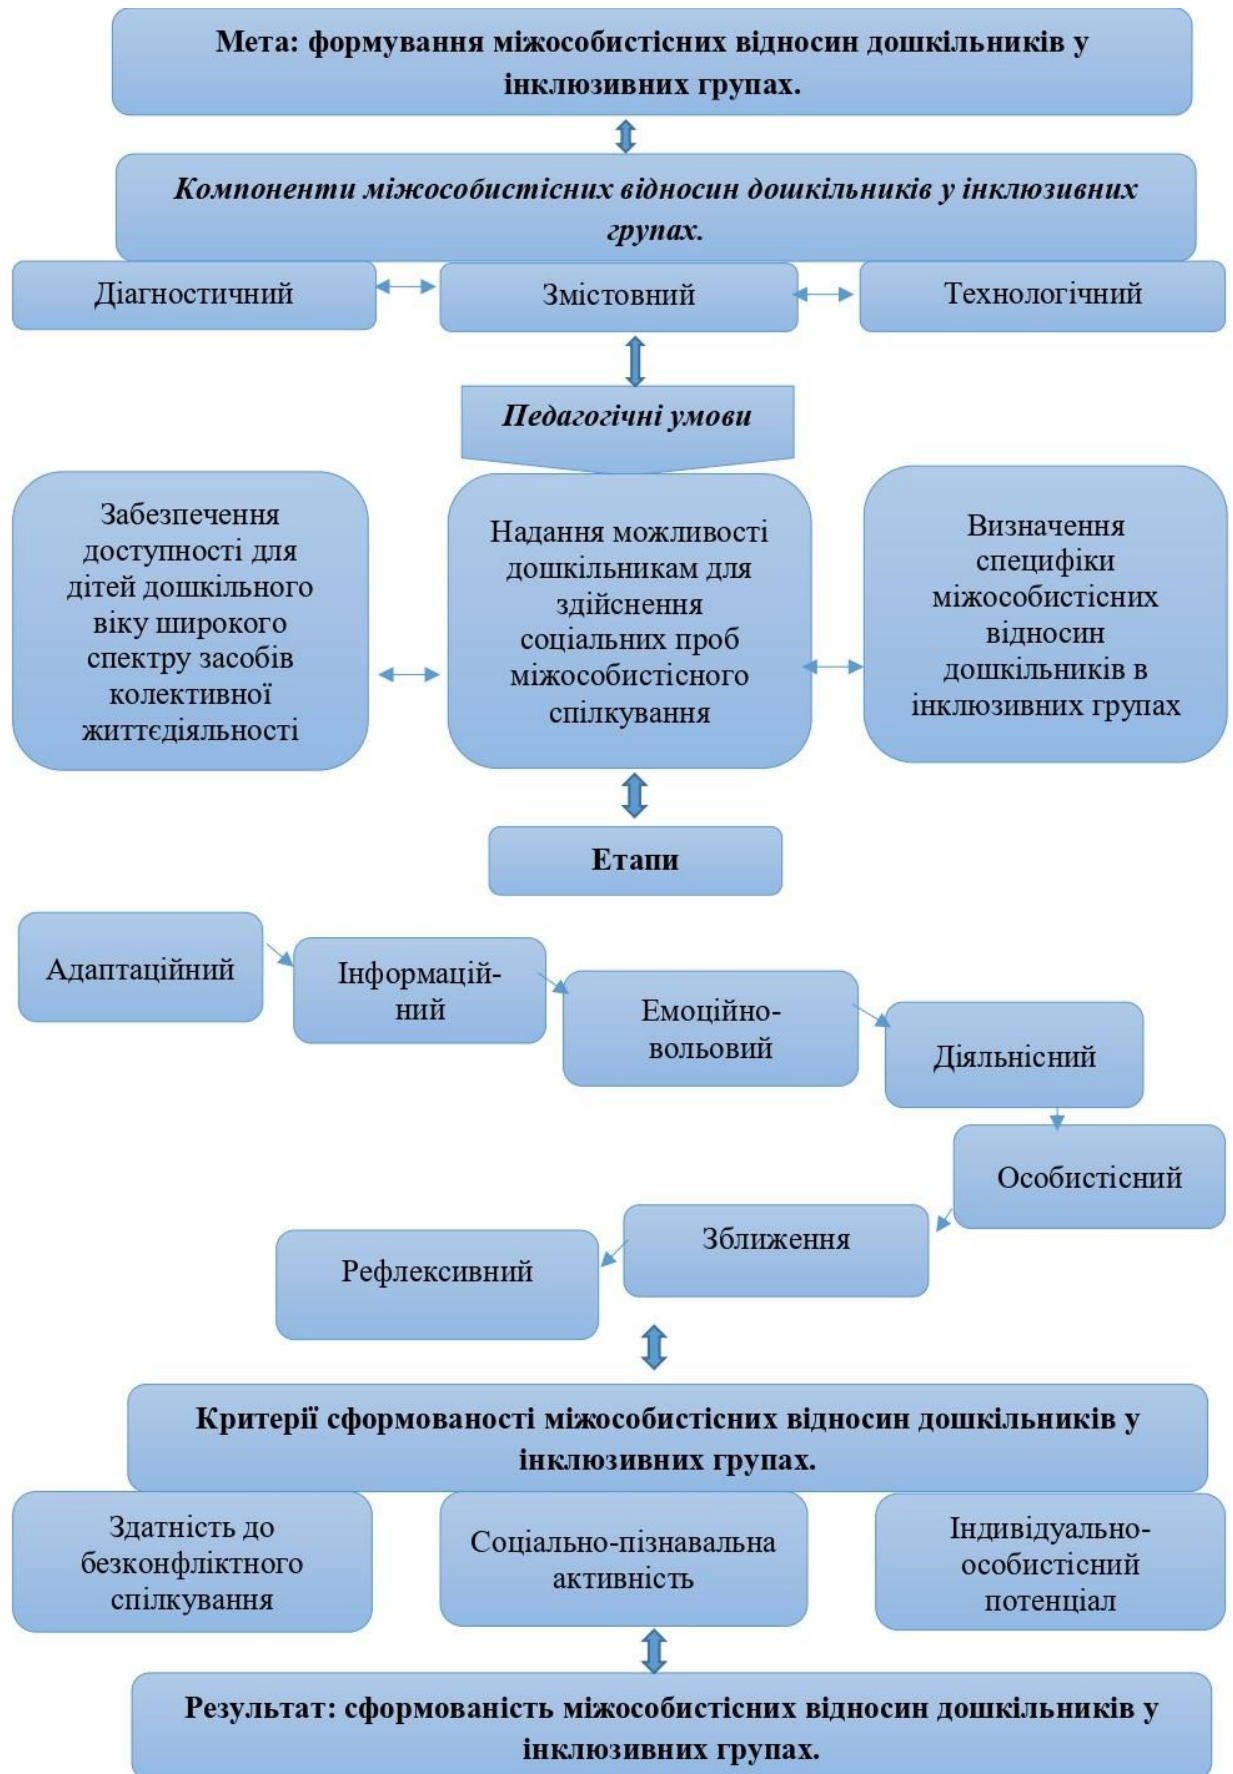 Мета: формування міжособистісних відносин дошкільників у
інклюзивних групах.
Компоненти міжособистісних відносин дошкільників у інклюзивних
групах.
Діагностичний
Змістовний
Технологічний
Педагогічні умови
Забезпечення
доступності для
дітей дошкільного
віку широкого
спектру засобів
колективної
життєдіяльності
Надання можливості
дошкільникам для
здійснення
соціальних проб
міжособистісного
спілкування
Визначення
специфіки
міжособистісних
відносин
дошкільників в
інклюзивних групах
Етапи
Адаптаційний
Інформацій-
ний
Емоційно-
вольовий
Діяльнісний
Особистісний
Зближення
Рефлексивний
Критерії сформованості міжособистісних відносин дошкільників у
інклюзивних групах.
Здатність до
безконфліктного
спілкування
Соціально-пізнавальна
активність
Індивідуально-
особистісний
потенціал
Результат: сформованість міжособистісних відносин дошкільників у
інклюзивних групах.